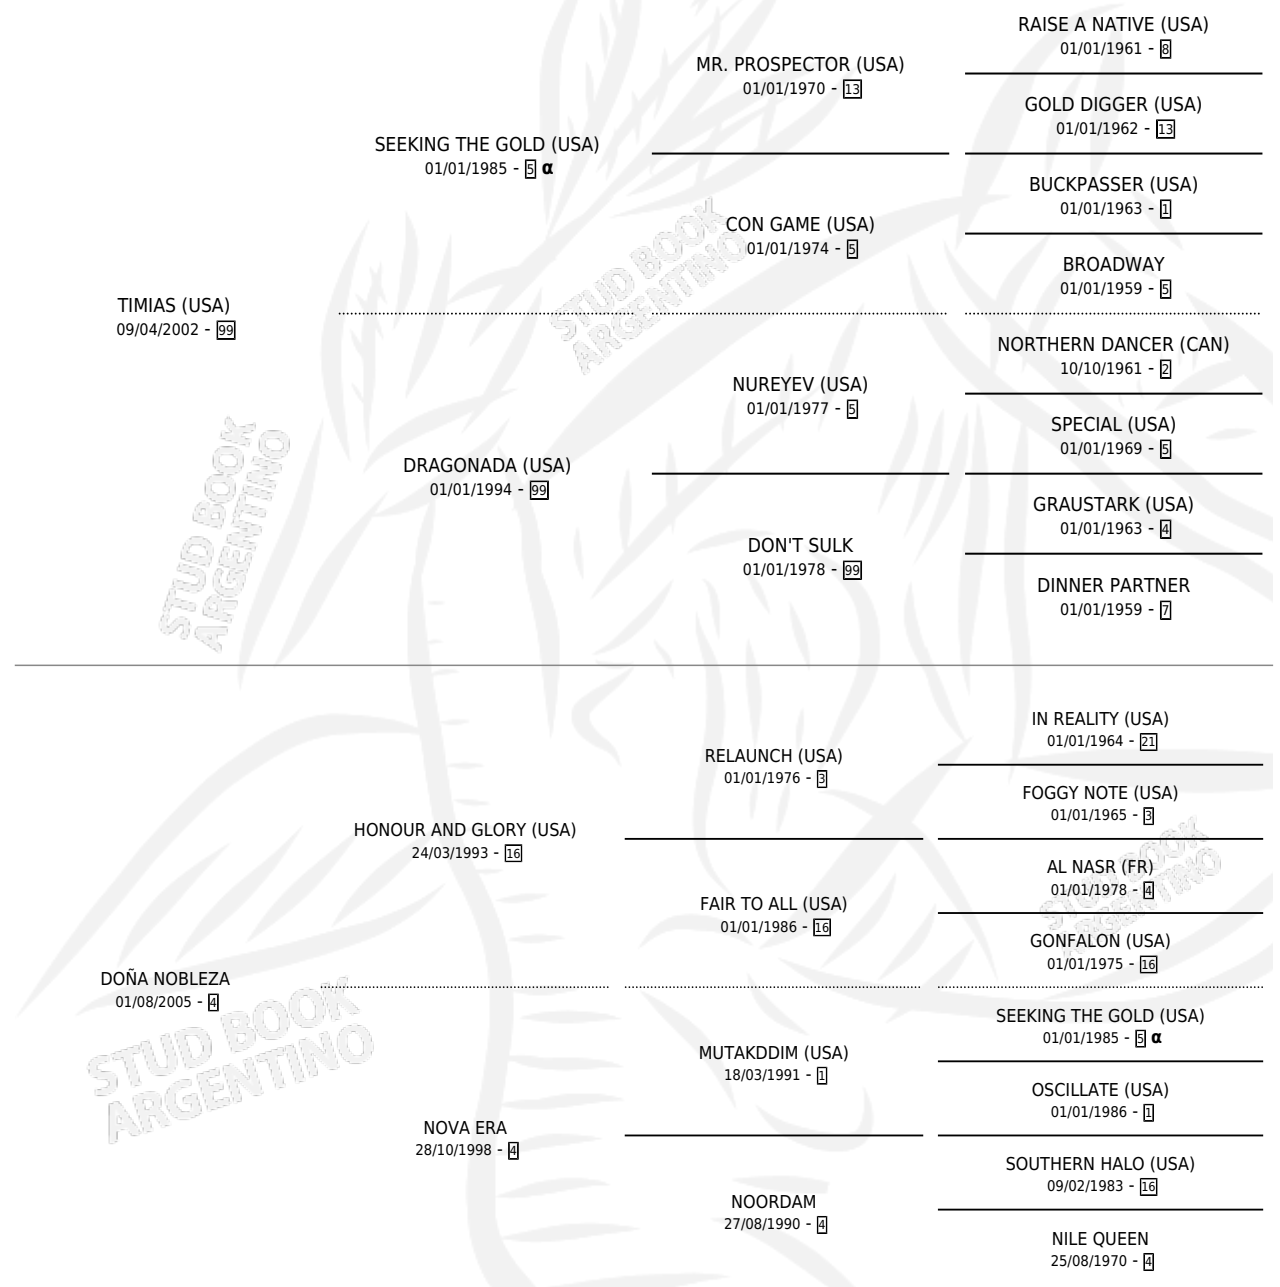 RAISE A NATIVE (USA)
01/01/1961 - 8
MR. PROSPECTOR (USA)
01/01/1970 - 13
GOLD DIGGER (USA)
01/01/1962 - 13
SEEKING THE GOLD (USA)
01/01/1985 - 5 α
BUCKPASSER (USA)
01/01/1963 - 1
CON GAME (USA)
01/01/1974 - 5
BROADWAY
01/01/1959 - 5
TIMIAS (USA)
09/04/2002 - 99
NORTHERN DANCER (CAN)
10/10/1961 - 2
NUREYEV (USA)
01/01/1977 - 5
SPECIAL (USA)
01/01/1969 - 5
DRAGONADA (USA)
01/01/1994 - 99
GRAUSTARK (USA)
01/01/1963 - 4
DON'T SULK
01/01/1978 - 99
DINNER PARTNER
01/01/1959 - 7
IN REALITY (USA)
01/01/1964 - 21
RELAUNCH (USA)
01/01/1976 - 3
FOGGY NOTE (USA)
01/01/1965 - 3
HONOUR AND GLORY (USA)
24/03/1993 - 16
AL NASR (FR)
01/01/1978 - 4
FAIR TO ALL (USA)
01/01/1986 - 16
GONFALON (USA)
01/01/1975 - 16
DOÑA NOBLEZA
01/08/2005 - 4
SEEKING THE GOLD (USA)
01/01/1985 - 5 α
MUTAKDDIM (USA)
18/03/1991 - 1
OSCILLATE (USA)
01/01/1986 - 1
NOVA ERA
28/10/1998 - 4
SOUTHERN HALO (USA)
09/02/1983 - 16
NOORDAM
27/08/1990 - 4
NILE QUEEN
25/08/1970 - 4
STUD BOOK
ARGENTINO
STUD BOOK
ARGENTINO
STUD BOOK
ARGENTINO
STUD BOOK
ARGENTINO